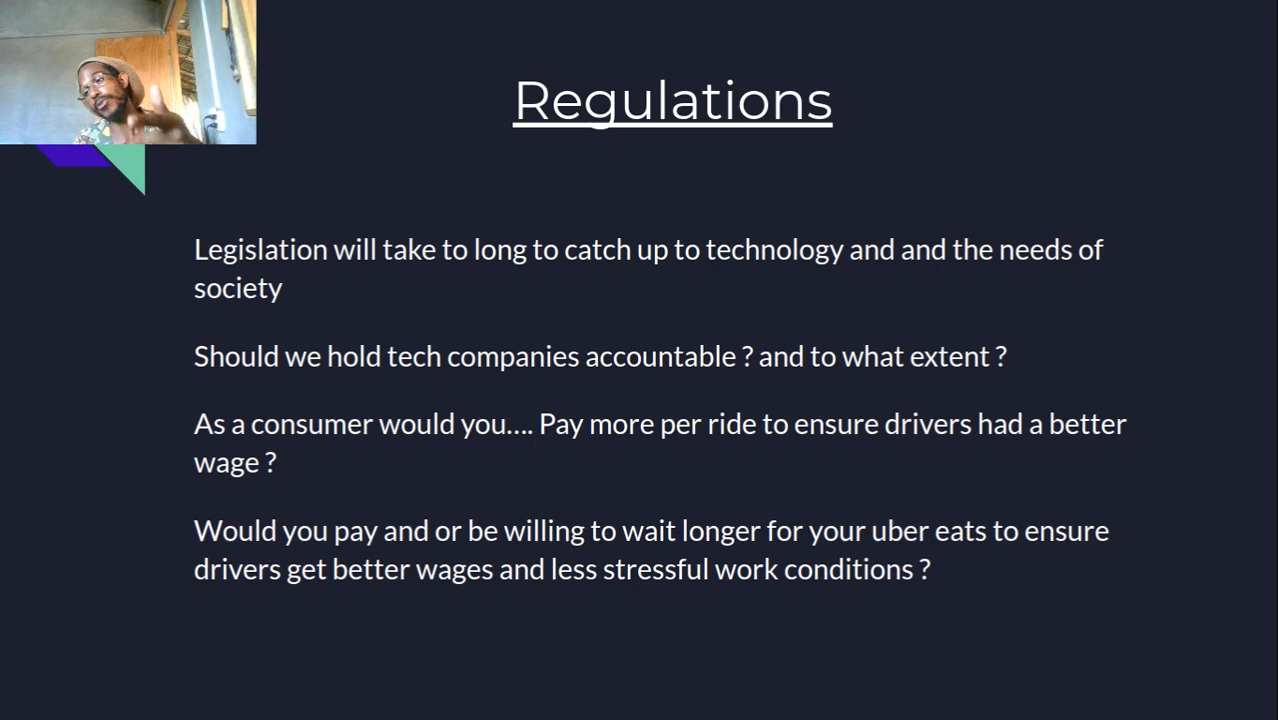 Regulations
Legislation will take to long to catch up to technology and and the needs of
society
Should we hold tech companies accountable ? and to what extent ?
As a consumer would you.... Pay more per ride to ensure drivers had a better
wage ?
Would you pay and or be willing to wait longer for your uber eats to ensure
drivers get better wages and less stressful work conditions ?